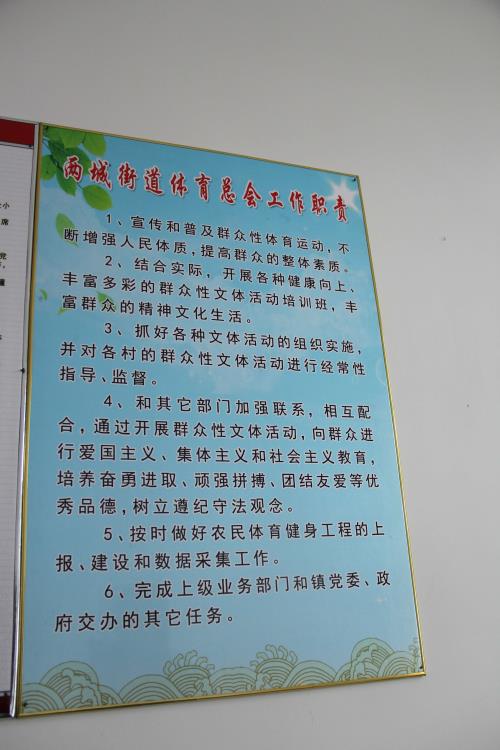 两城街道体育总会工作职责
1、宣传和普及群众性体育运动，不
断增强人民体质，提高群众的整体素质。
2、结合实际，开展各种健康向上、
丰富多彩的群众性文体活动培训班，丰
富群众的精神文化生活。
3、抓好各种文体活动的组织实施，
并对各村的群众性文体活动进行经常性
指导、监督。
4、和其它部门加强联系，相互配
合，通过开展群众性文体活动，向群众进
行爱国主义、集体主义和社会主义教育，
培养奋勇进取、顽强拼搏、团结友爱等优
秀品德，树立遵纪守法观念。
5、按时做好农民体育健身工程的上
报、建设和数据采集工作。
6、完成上级业务部门和镇党委、政
府交办的其它任务。